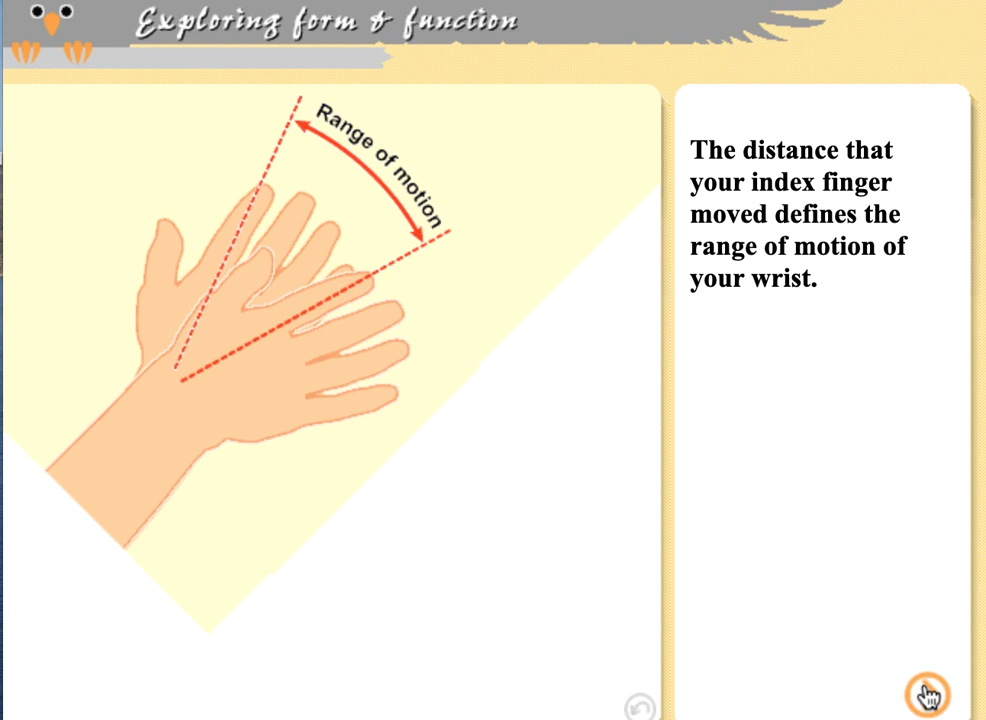 Exploring form & function
Range of motion
The distance that
your index finger
moved defines the
range of motion of
your wrist.